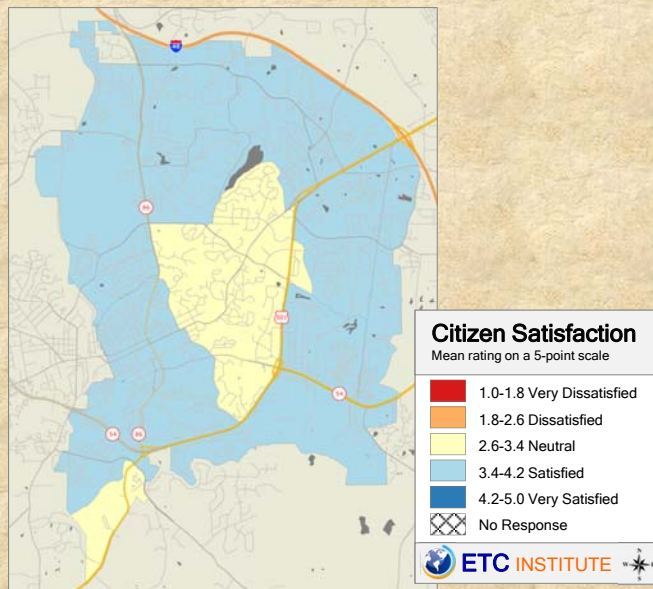 40
86
501
54
54
86
Citizen Satisfaction
Mean rating on a 5-point scale
1.0-1.8 Very Dissatisfied
1.8-2.6 Dissatisfied
2.6-3.4 Neutral
3.4-4.2 Satisfied
4.2-5.0 Very Satisfied
No Response
ETC INSTITUTE
N
W
S